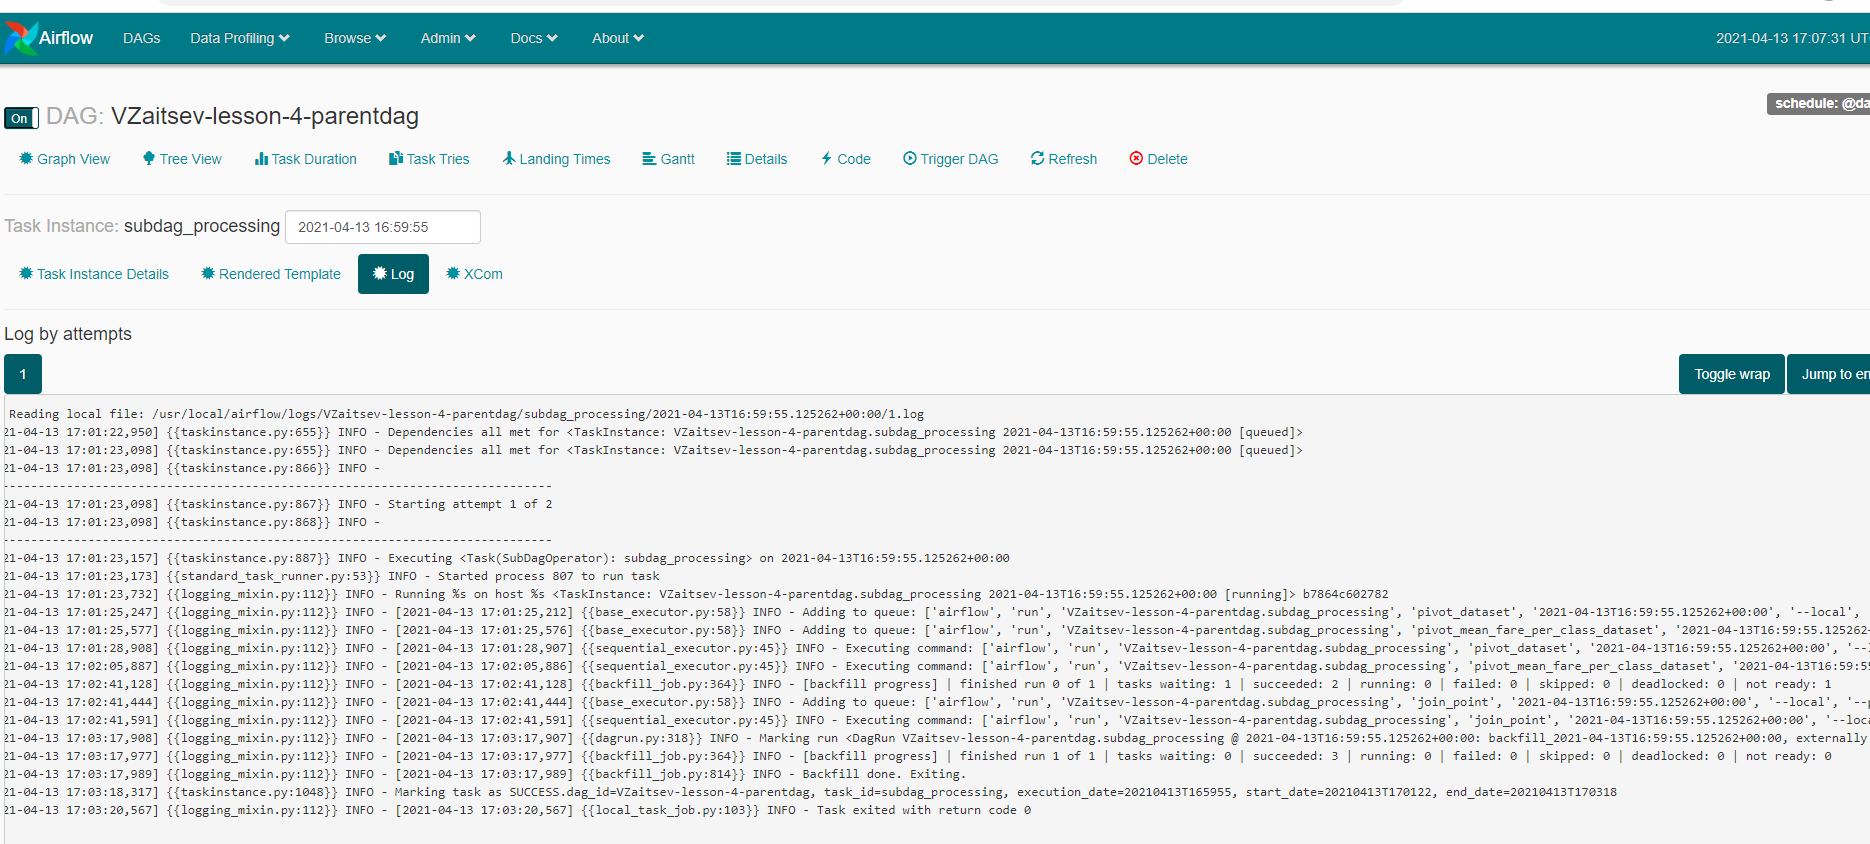 Airflow DAGs Data Profiling Browse Admin Docs About 2021-04-13 17:07:31
On DAG: VZaitsev-lesson-4-parentdag schedule:
Graph View Tree View Task Duration Task Tries Landing Times Gantt Details Code Trigger DAG Refresh Delete
Task Instance: subdag_processing 2021-04-13 16:59:55
Task Instance Details Rendered Template Log XCom
Log by attempts
1 Toggle wrap Jump to
Reading local file: /usr/local/airflow/logs/VZaitsev-lesson-4-parentdag/subdag_processing/2021-04-13T16:59:55.125262+00:00/1.log
21-04-13 17:01:22,950] {{taskinstance.py:655}} INFO - Dependencies all met for <TaskInstance: VZaitsev-lesson-4-parentdag.subdag_processing 2021-04-13T16:59:55.125262+00:00 [queued]>
21-04-13 17:01:23,098] {{taskinstance.py:655}} INFO - Dependencies all met for <TaskInstance: VZaitsev-lesson-4-parentdag.subdag_processing 2021-04-13T16:59:55.125262+00:00 [queued]>
21-04-13 17:01:23,098] {{taskinstance.py:866}} INFO -
--------------------------------------------------------------------------------
21-04-13 17:01:23,098] {{taskinstance.py:867}} INFO - Starting attempt 1 of 2
21-04-13 17:01:23,098] {{taskinstance.py:868}} INFO -
--------------------------------------------------------------------------------
21-04-13 17:01:23,157] {{taskinstance.py:887}} INFO - Executing <Task(SubDagOperator): subdag_processing> on 2021-04-13T16:59:55.125262+00:00
21-04-13 17:01:23,173] {{standard_task_runner.py:53}} INFO - Started process 807 to run task
21-04-13 17:01:23,732] {{logging_mixin.py:112}} INFO - Running %s on host %s <TaskInstance: VZaitsev-lesson-4-parentdag.subdag_processing 2021-04-13T16:59:55.125262+00:00 [running]> b7864c602782
21-04-13 17:01:25,247] {{logging_mixin.py:112}} INFO - [2021-04-13 17:01:25,212] {{base_executor.py:58}} INFO - Adding to queue: ['airflow', 'run', 'VZaitsev-lesson-4-parentdag.subdag_processing', 'pivot_dataset', '2021-04-13T16:59:55.125262+00:00', '--local',
21-04-13 17:01:25,577] {{logging_mixin.py:112}} INFO - [2021-04-13 17:01:25,576] {{base_executor.py:58}} INFO - Adding to queue: ['airflow', 'run', 'VZaitsev-lesson-4-parentdag.subdag_processing', 'pivot_mean_fare_per_class_dataset', '2021-04-13T16:59:55.125262
21-04-13 17:01:28,908] {{logging_mixin.py:112}} INFO - [2021-04-13 17:01:28,907] {{sequential_executor.py:45}} INFO - Executing command: ['airflow', 'run', 'VZaitsev-lesson-4-parentdag.subdag_processing', 'pivot_dataset', '2021-04-13T16:59:55.125262+00:00',
21-04-13 17:02:05,887] {{logging_mixin.py:112}} INFO - [2021-04-13 17:02:05,886] {{sequential_executor.py:45}} INFO - Executing command: ['airflow', 'run', 'VZaitsev-lesson-4-parentdag.subdag_processing', 'pivot_mean_fare_per_class_dataset', '2021-04-13T16:59:55
21-04-13 17:02:41,128] {{logging_mixin.py:112}} INFO - [2021-04-13 17:02:41,128] {{backfill_job.py:364}} INFO - [backfill progress] | finished run 0 of 1 | tasks waiting: 1 | succeeded: 2 | running: 0 | failed: 0 | skipped: 0 | deadlocked: 0 | not ready: 1
21-04-13 17:02:41,444] {{logging_mixin.py:112}} INFO - [2021-04-13 17:02:41,444] {{base_executor.py:58}} INFO - Adding to queue: ['airflow', 'run', 'VZaitsev-lesson-4-parentdag.subdag_processing', 'join_point', '2021-04-13T16:59:55.125262+00:00', '--local',
21-04-13 17:02:41,591] {{logging_mixin.py:112}} INFO - [2021-04-13 17:02:41,591] {{sequential_executor.py:45}} INFO - Executing command: ['airflow', 'run', 'VZaitsev-lesson-4-parentdag.subdag_processing', 'join_point', '2021-04-13T16:59:55.125262+00:00',
21-04-13 17:03:17,908] {{logging_mixin.py:112}} INFO - [2021-04-13 17:03:17,907] {{dagrun.py:318}} INFO - Marking run <DagRun VZaitsev-lesson-4-parentdag.subdag_processing @ 2021-04-13T16:59:55.125262+00:00: backfill_2021-04-13T16:59:55.125262+00:00, externally
21-04-13 17:03:17,977] {{logging_mixin.py:112}} INFO - [2021-04-13 17:03:17,977] {{backfill_job.py:364}} INFO - [backfill progress] | finished run 1 of 1 | tasks waiting: 0 | succeeded: 3 | running: 0 | failed: 0 | skipped: 0 | deadlocked: 0 | not ready: 0
21-04-13 17:03:17,989] {{logging_mixin.py:112}} INFO - [2021-04-13 17:03:17,989] {{backfill_job.py:814}} INFO - Backfill done. Exiting.
21-04-13 17:03:18,317] {{taskinstance.py:1048}} INFO - Marking task as SUCCESS.dag_id=VZaitsev-lesson-4-parentdag, task_id=subdag_processing, execution_date=20210413T165955, start_date=20210413T170122, end_date=20210413T170318
21-04-13 17:03:20,567] {{logging_mixin.py:112}} INFO - [2021-04-13 17:03:20,567] {{local_task_job.py:103}} INFO - Task exited with return code 0